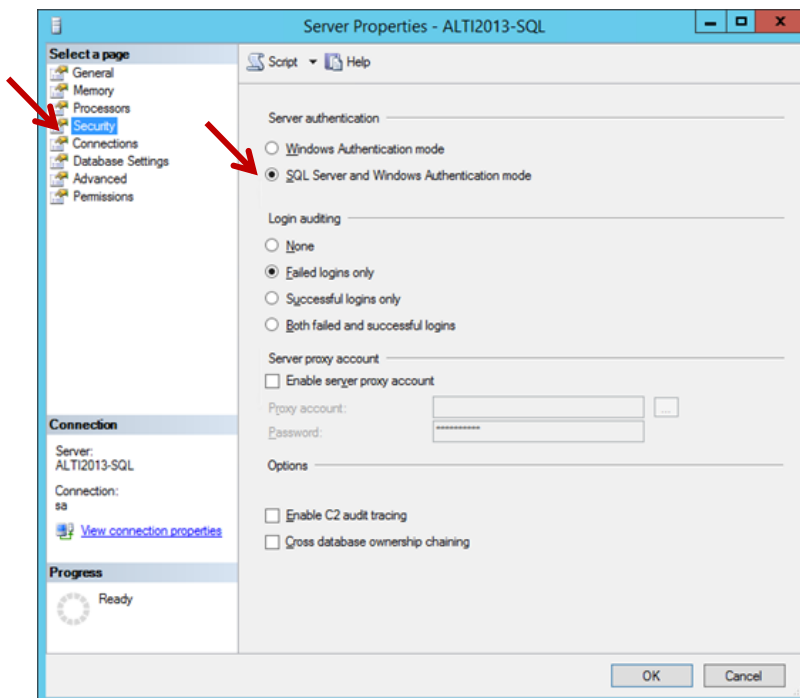 Server Properties - ALTI2013-SQL
Select a page
General
Memory
Processors
Security
Connections
Database Settings
Advanced
Permissions
Script Help
Server authentication
Windows Authentication mode
SQL Server and Windows Authentication mode
Login auditing
None
Failed logins only
Successful logins only
Both failed and successful logins
Server proxy account
Enable server proxy account
Proxy account:
...
Password:
**********
Options
Enable C2 audit tracing
Cross database ownership chaining
Connection
Server:
ALTI2013-SQL
Connection:
sa
View connection properties
Progress
Ready
OK Cancel